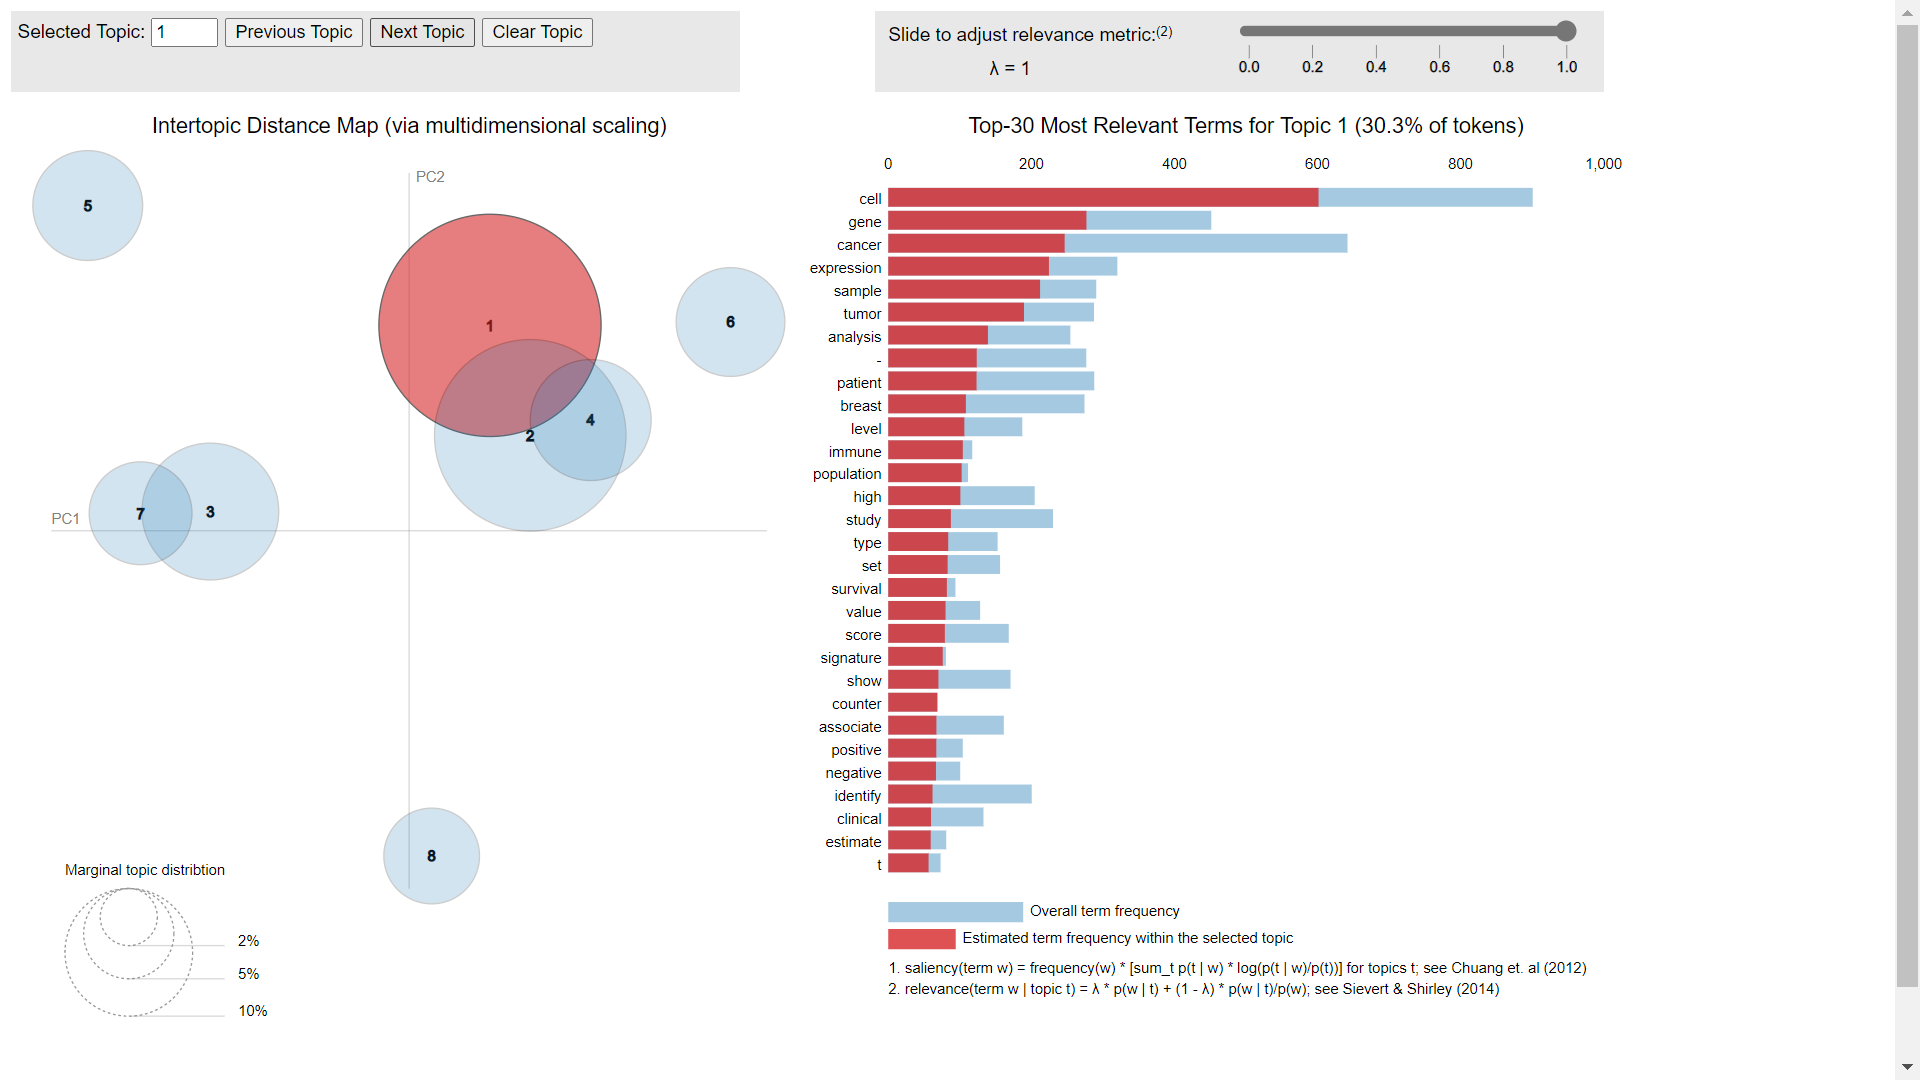 Selected Topic: 1 Previous Topic Next Topic Clear Topic
Slide to adjust relevance metric:(2)
λ = 1
0.0 0.2 0.4 0.6 0.8 1.0
Intertopic Distance Map (via multidimensional scaling)
PC2
PC1
5
1
6
4
2
7
3
8
Marginal topic distribtion
2%
5%
10%
Top-30 Most Relevant Terms for Topic 1 (30.3% of tokens)
0 200 400 600 800 1,000
cell
gene
cancer
expression
sample
tumor
analysis
-
patient
breast
level
immune
population
high
study
type
set
survival
value
score
signature
show
counter
associate
positive
negative
identify
clinical
estimate
t
Overall term frequency
Estimated term frequency within the selected topic
1. saliency(term w) = frequency(w) * [sum_t p(t | w) * log(p(t | w)/p(t))] for topics t; see Chuang et. al (2012)
2. relevance(term w | topic t) = λ * p(w | t) + (1 - λ) * p(w | t)/p(w); see Sievert & Shirley (2014)